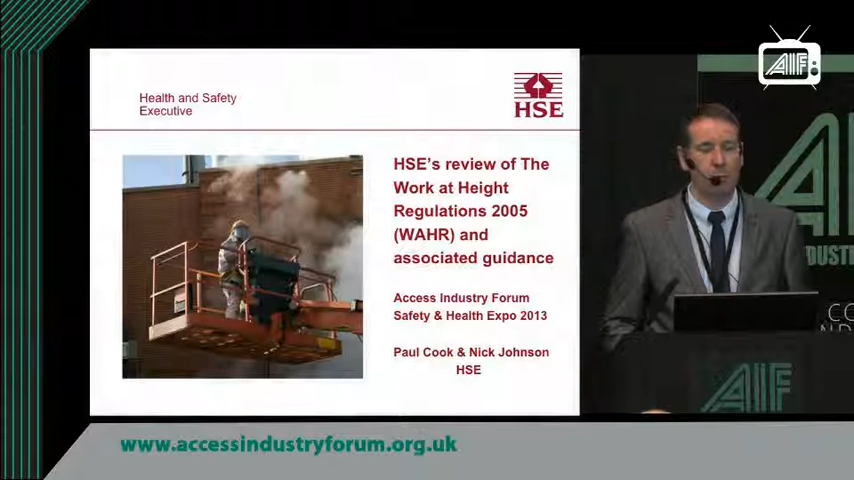 Health and Safety
Executive
HSE
HSE's review of The
Work at Height
Regulations 2005
(WAHR) and
associated guidance
Access Industry Forum
Safety & Health Expo 2013
Paul Cook & Nick Johnson
HSE
AIF
AIF
www.accessindustryforum.org.uk